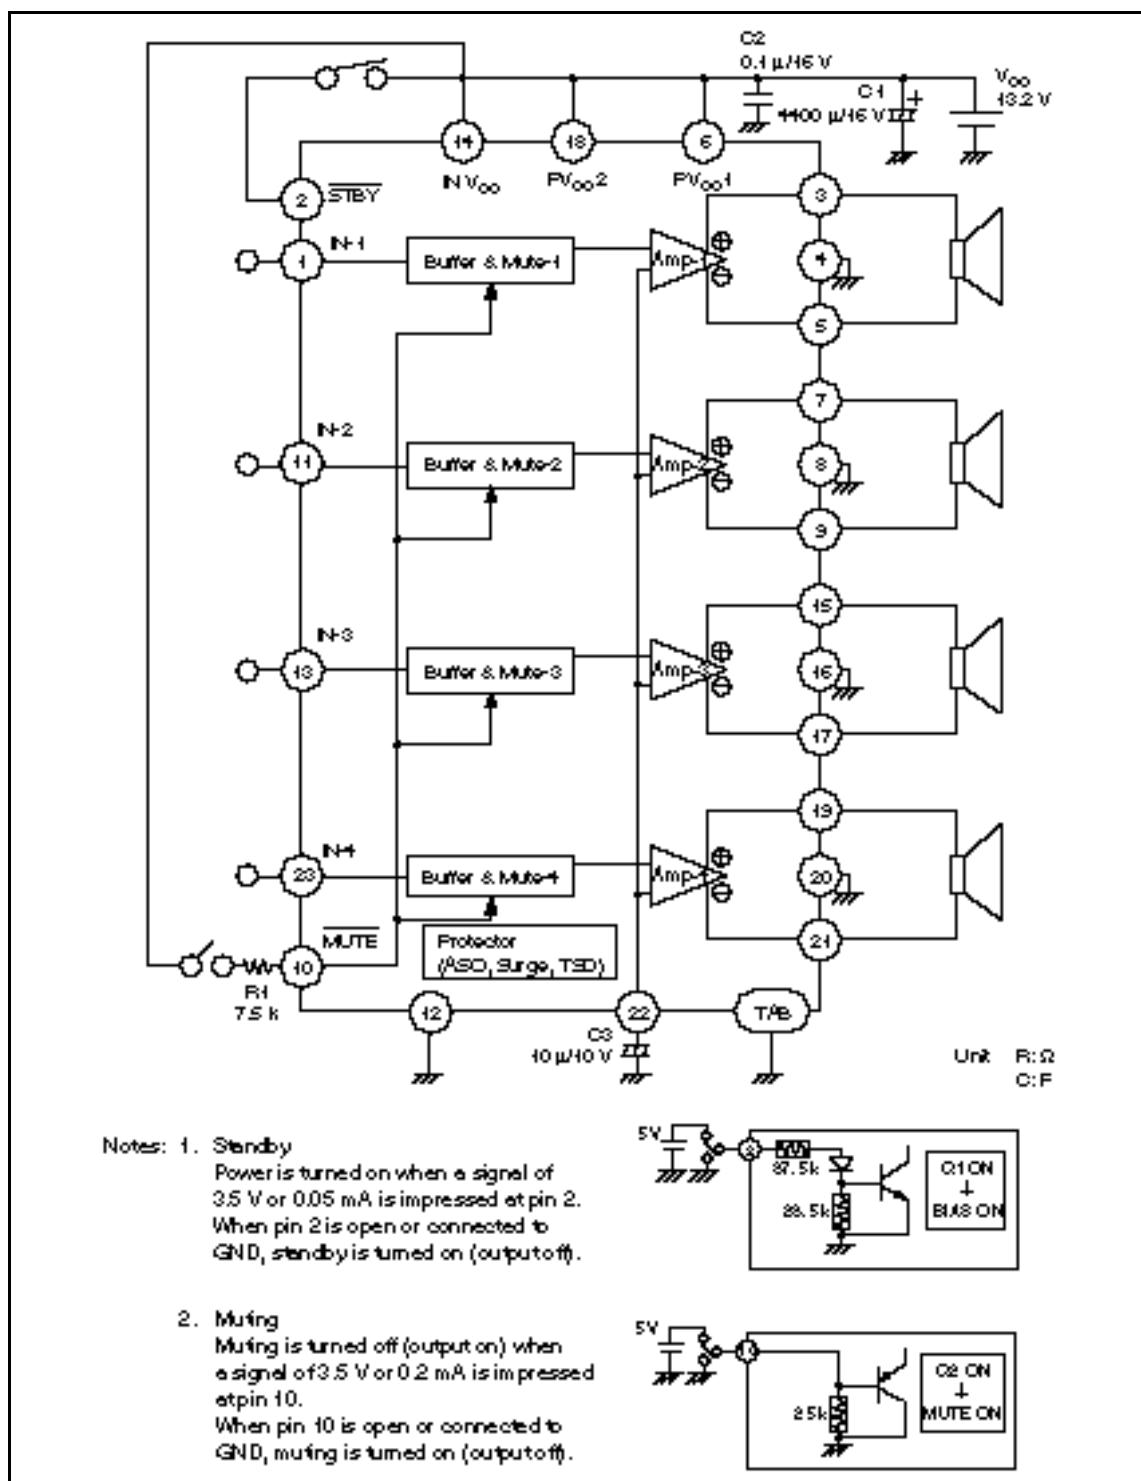 C2
0.1 µ/16 V
C1
4400 µ/16 V
+
13.2 V
14
18
6
3
IN
PV
2
PV
1
2
STBY
IN-1
1
Buffer & Mute-1
Amp-1
4
5
7
IN-2
11
Buffer & Mute-2
Amp-2
8
9
15
IN-3
13
Buffer & Mute-3
Amp-3
16
17
19
IN-4
23
Buffer & Mute-4
Amp-4
20
21
MUTE
Protector
(ASO, Surge, TSD)
10
R1
7.5 k
12
22
TAB
C3
10 µ/10 V
Unit R: Ω
C: F
Notes: 1. Standby
Power is turned on when a signal of
3.5 V or 0.05 mA is impressed at pin 2.
When pin 2 is open or connected to
GND, standby is turned on (output off).
5V
2
37.5k
Q1 ON
↓
BIAS ON
2. Muting
Muting is turned off (output on) when
a signal of 3.5 V or 0.2 mA is impressed
at pin 10.
When pin 10 is open or connected to
GND, muting is turned on (output off).
5V
25k
Q2 ON
↓
MUTE ON